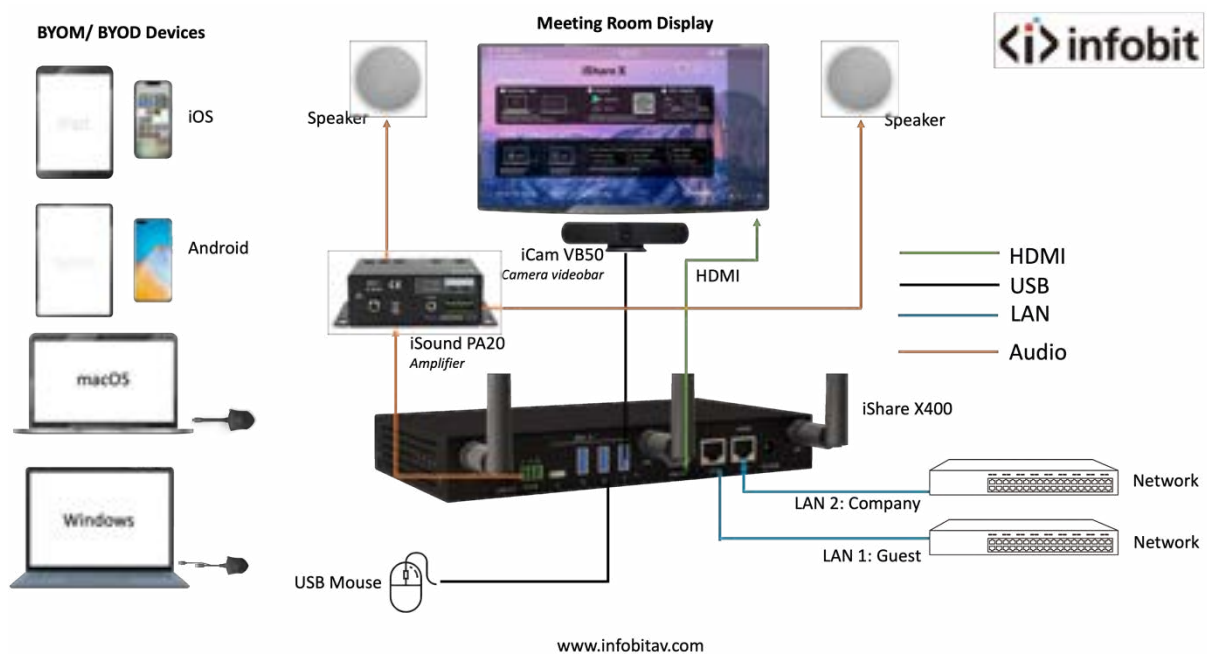 BYOM/ BYOD Devices
Meeting Room Display
<i> infobit
iOS
Speaker
iShare X
Speaker
Android
iCam VB50
Camera videobar
HDMI
HDMI
USB
LAN
Audio
iSound PA20
Amplifier
macOS
iShare X400
Windows
LAN 2: Company
Network
LAN 1: Guest
Network
USB Mouse
www.infobitav.com